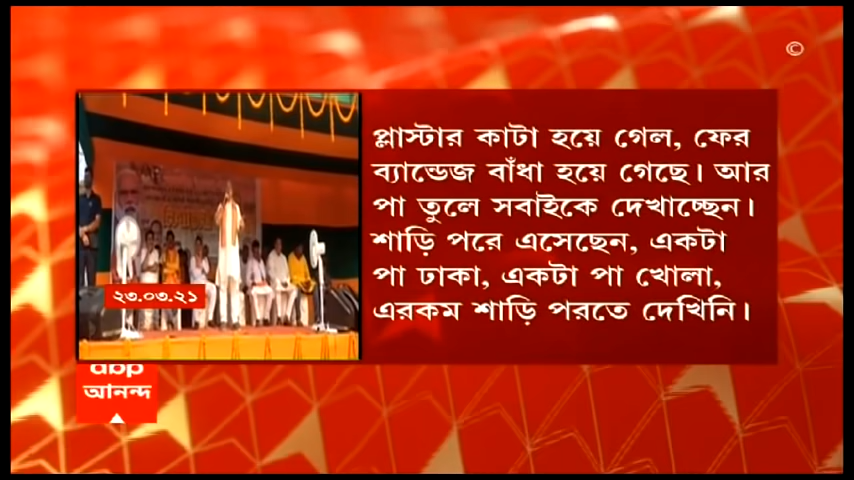 ©
প্লাস্টার কাটা হয়ে গেল, ফের
ব্যান্ডেজ বাঁধা হয়ে গেছে। আর
পা তুলে সবাইকে দেখাচ্ছেন।
শাড়ি পরে এসেছেন, একটা
পা ঢাকা, একটা পা খোলা,
এরকম শাড়ি পরতে দেখিনি।
২৩.০৩.২১
abp
আনন্দ